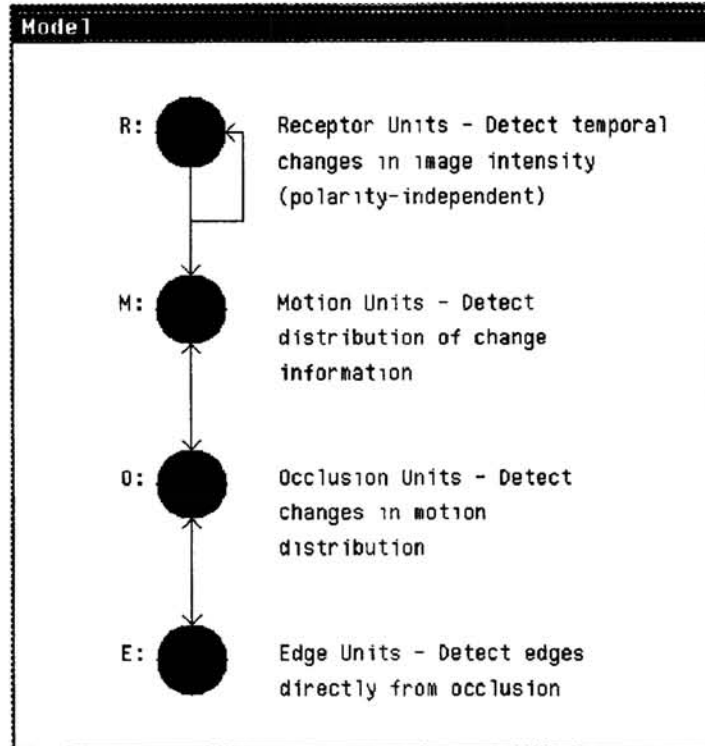 Model
R: Receptor Units - Detect temporal
changes in image intensity
(polarity-independent)
M: Motion Units - Detect
distribution of change
information
O: Occlusion Units - Detect
changes in motion
distribution
E: Edge Units - Detect edges
directly from occlusion